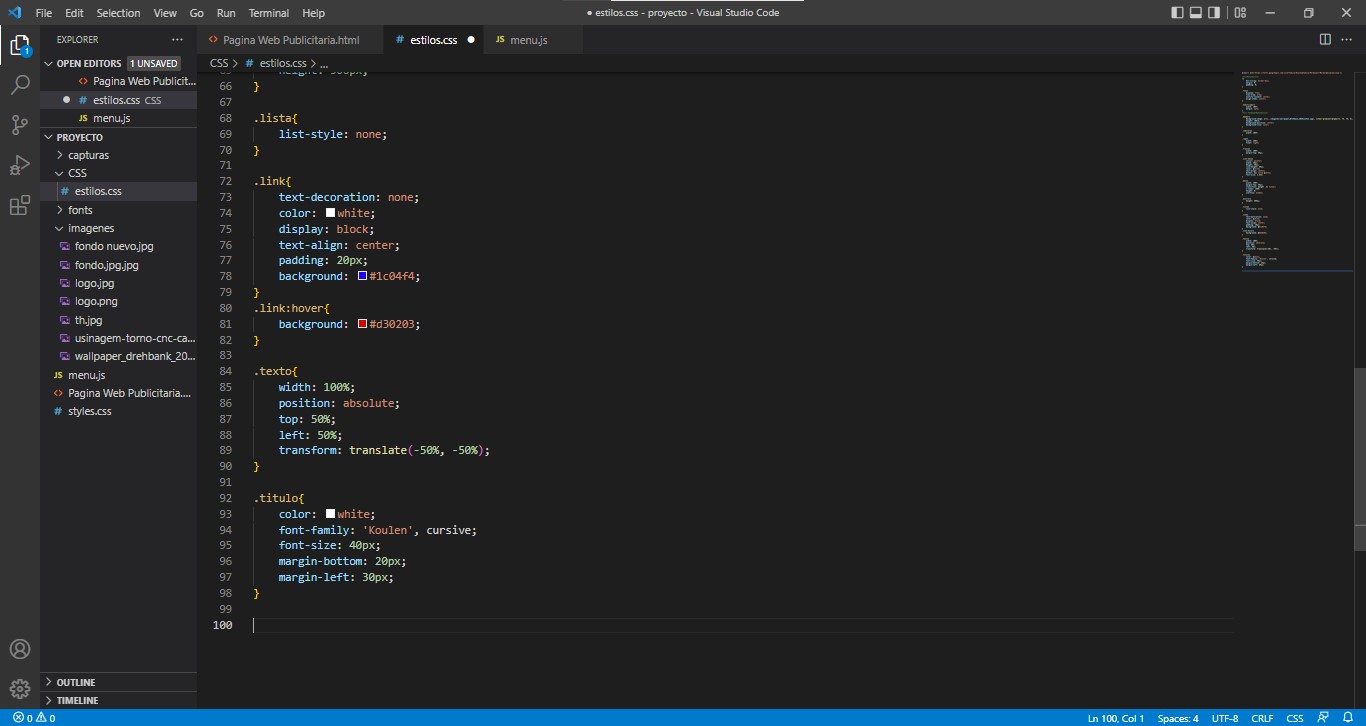 File Edit Selection View Go Run Terminal Help
● estilos.css - proyecto - Visual Studio Code
EXPLORER
OPEN EDITORS 1 UNSAVED
Pagina Web Publicit...
estilos.css CSS
menu.js
PROYECTO
capturas
CSS
estilos.css
fonts
imagenes
fondo nuevo.jpg
fondo.jpg.jpg
logo.jpg
logo.png
th.jpg
usinagem-torno-cnc-ca...
wallpaper_drehbank_20...
menu.js
Pagina Web Publicitaria....
styles.css
OUTLINE
TIMELINE
1
Pagina Web Publicitaria.html
estilos.css
menu.js
CSS > estilos.css > ...
66 }
67
68 .lista{
69 list-style: none;
70 }
71
72 .link{
73 text-decoration: none;
74 color: white;
75 display: block;
76 text-align: center;
77 padding: 20px;
78 background: #1c04f4;
79 }
80 .link:hover{
81 background: #d30203;
82 }
83
84 .texto{
85 width: 100%;
86 position: absolute;
87 top: 50%;
88 left: 50%;
89 transform: translate(-50%, -50%);
90 }
91
92 .titulo{
93 color: white;
94 font-family: 'Koulen', cursive;
95 font-size: 40px;
96 margin-bottom: 20px;
97 margin-left: 30px;
98 }
99
100
0 0
Ln 100, Col 1 Spaces: 4 UTF-8 CRLF CSS